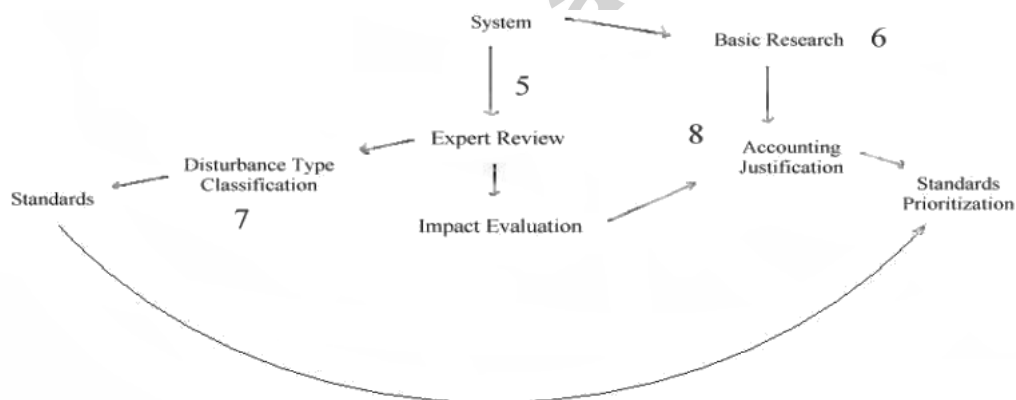 System
Basic Research 6
5
Expert Review
8
Accounting
Justification
Disturbance Type
Classification
7
Standards
Impact Evaluation
Standards
Prioritization